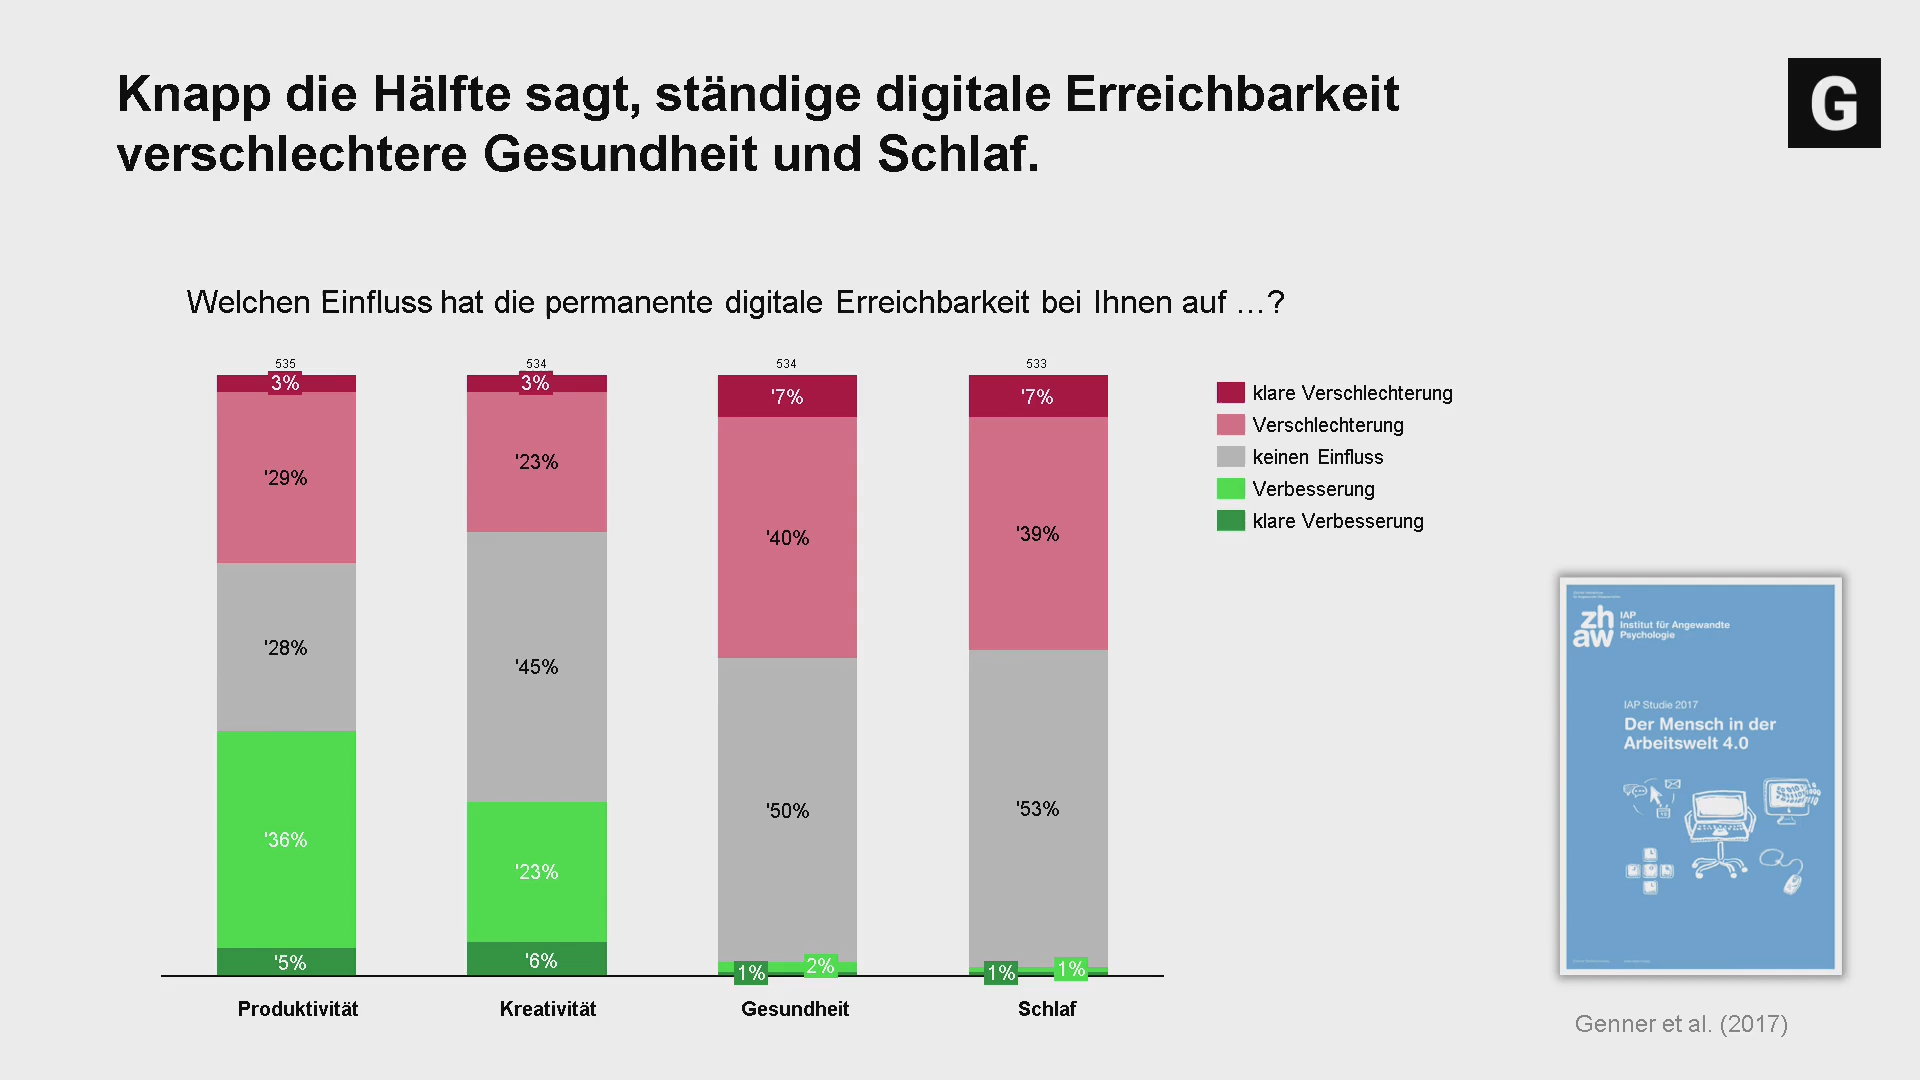 Knapp die Hälfte sagt, ständige digitale Erreichbarkeit
verschlechtere Gesundheit und Schlaf.
G
Welchen Einfluss hat die permanente digitale Erreichbarkeit bei Ihnen auf …?
535
534
534
533
3%
3%
'7%
'7%
'29%
'23%
'40%
'39%
'28%
'45%
'50%
'53%
'36%
'23%
2%
1%
'5%
'6%
1%
1%
Produktivität
Kreativität
Gesundheit
Schlaf
klare Verschlechterung
Verschlechterung
keinen Einfluss
Verbesserung
klare Verbesserung
zh
aw
IAP
Institut für Angewandte
Psychologie
IAP Studie 2017
Der Mensch in der
Arbeitswelt 4.0
Genner et al. (2017)